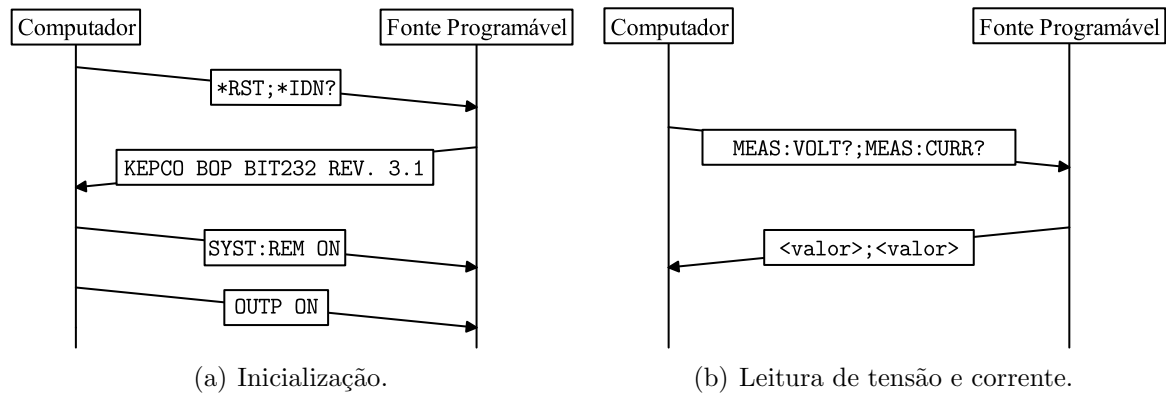 Computador
Fonte Programável
*RST;*IDN?
KEPCO BOP BIT232 REV. 3.1
SYST:REM ON
OUTP ON
(a) Inicialização.
Computador
Fonte Programável
MEAS:VOLT?;MEAS:CURR?
<valor>;<valor>
(b) Leitura de tensão e corrente.